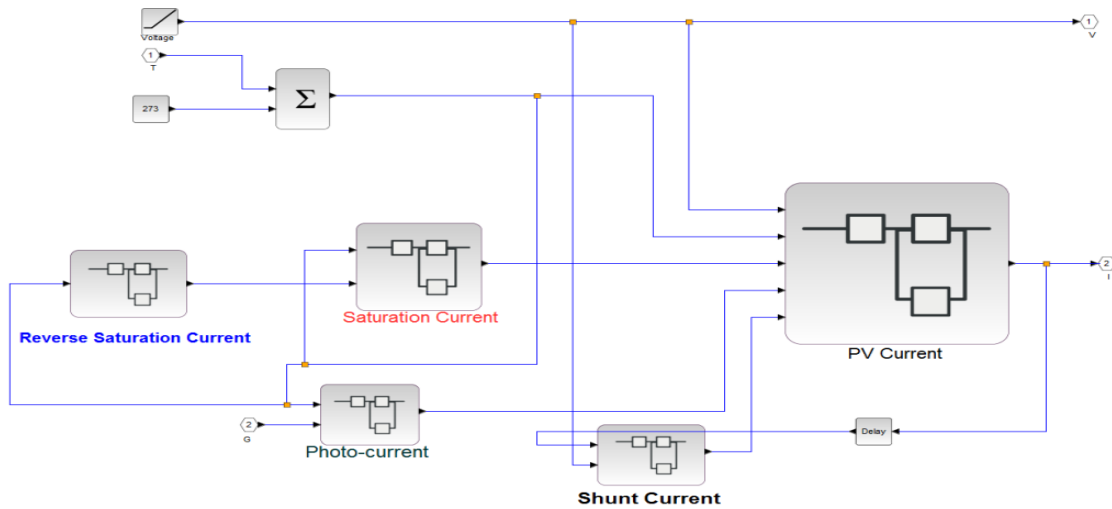 Voltage
1
V
1
T
273
Σ
Saturation Current
Reverse Saturation Current
PV Current
2
I
2
G
Photo-current
Delay
Shunt Current